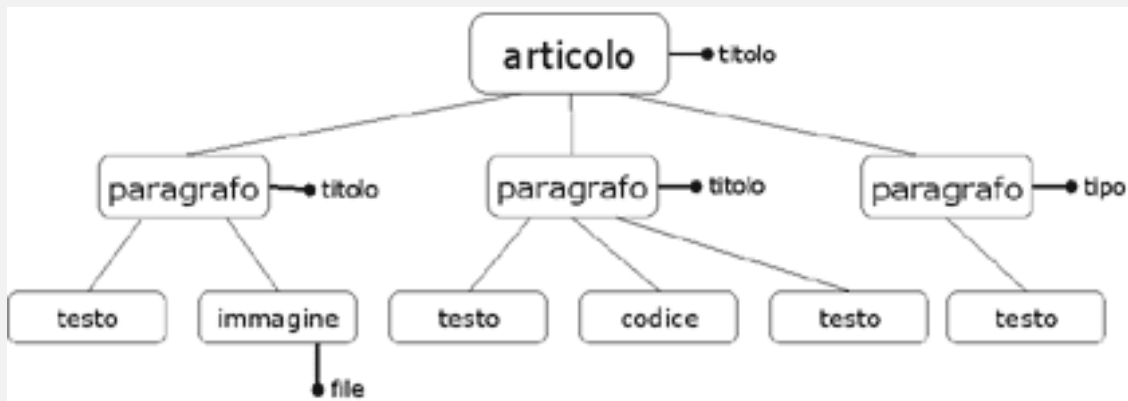 articolo titolo
paragrafo titolo paragrafo titolo paragrafo tipo
testo immagine testo codice testo testo
file